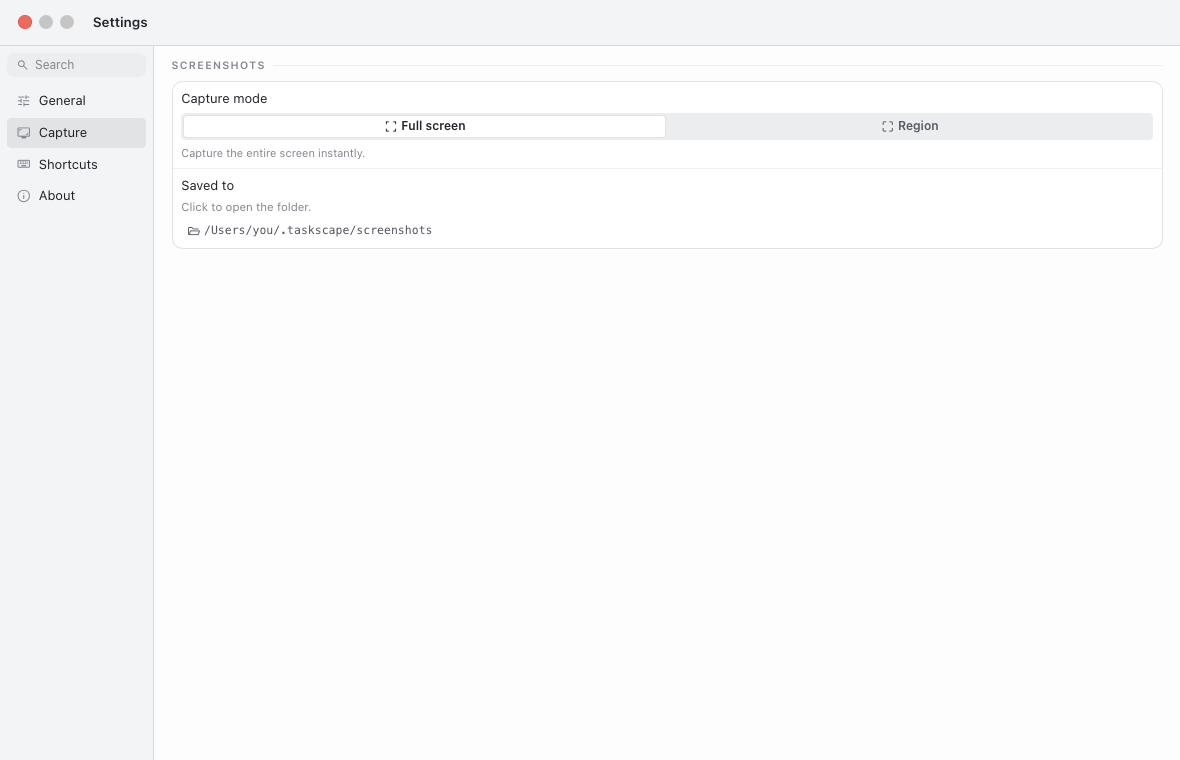 Settings
Search
General
Capture
Shortcuts
About
SCREENSHOTS
Capture mode
Full screen
Region
Capture the entire screen instantly.
Saved to
Click to open the folder.
/Users/you/.taskscape/screenshots